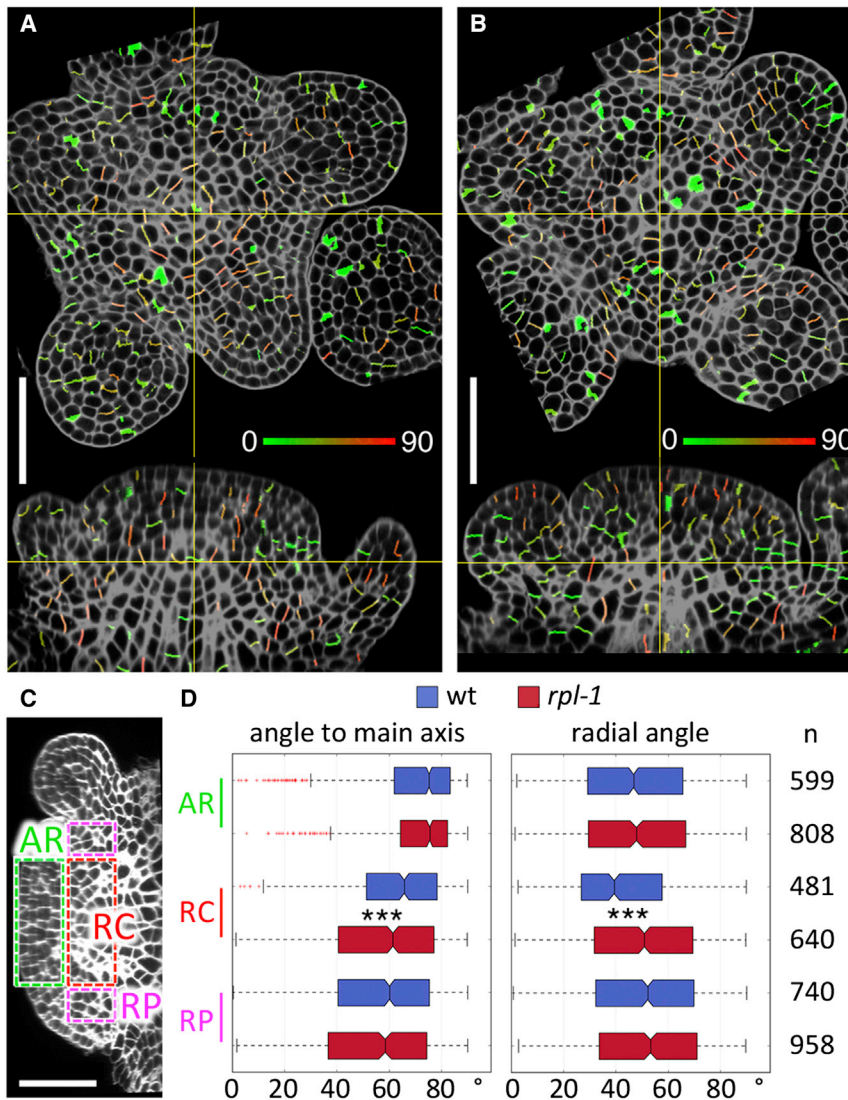 A
B
0 90
0 90
C
D
wt rpl-1
angle to main axis radial angle n
AR
599
808
RC
481
*** ***
640
RP
740
958
AR
RC
RP
0 20 40 60 80 ° 0 20 40 60 80 °